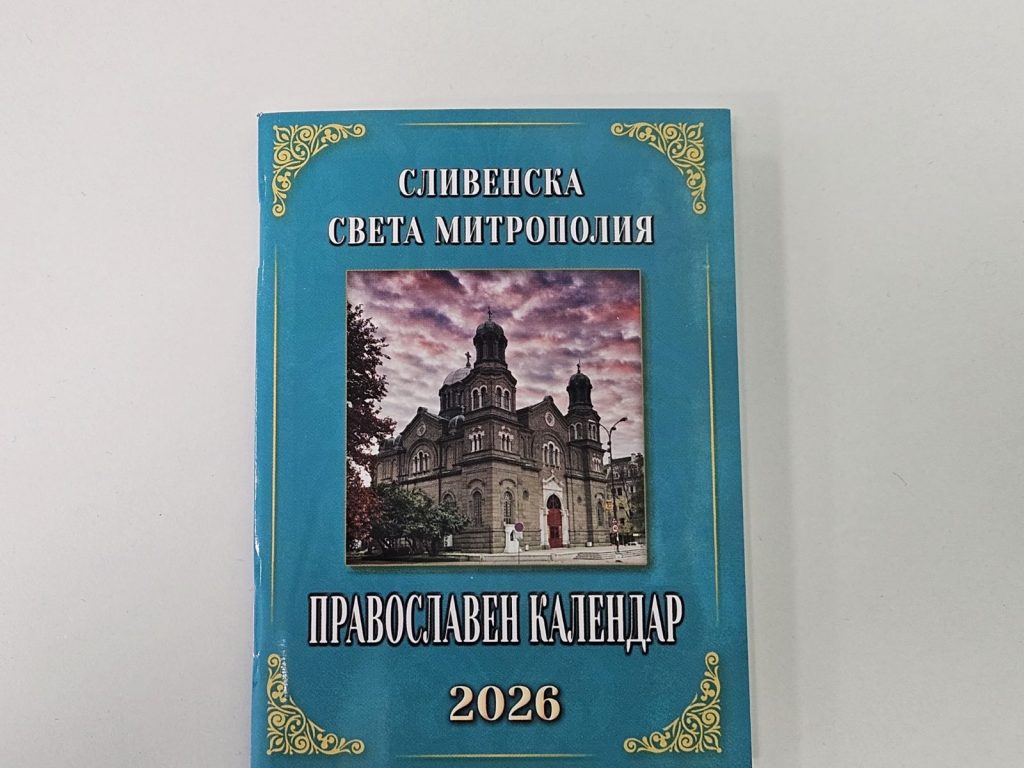 СЛИВЕНСКА
СВЕТА МИТРОПОЛИЯ
ПРАВОСЛАВЕН КАЛЕНДАР
2026